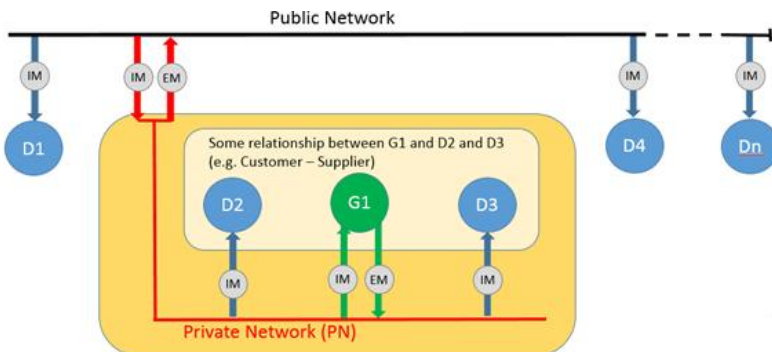 Public Network
IM
IM
EM
IM
IM
D1
D4
Dn
Some relationship between G1 and D2 and D3
(e.g. Customer – Supplier)
D2
G1
D3
IM
IM
EM
IM
Private Network (PN)